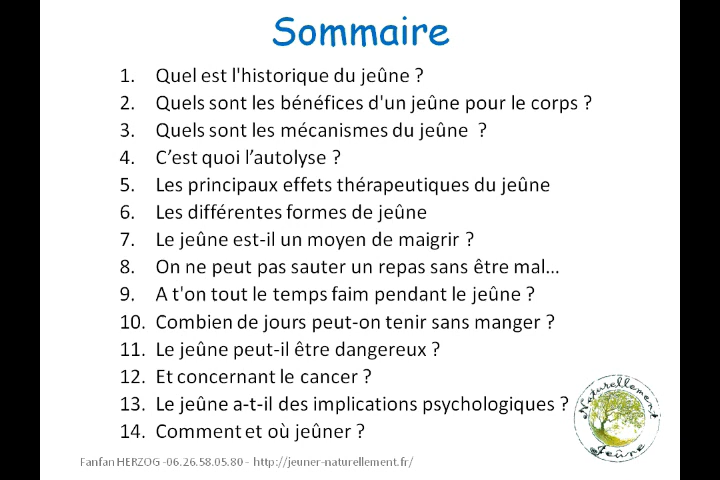 Sommaire
1. Quel est l'historique du jeûne ?
2. Quels sont les bénéfices d'un jeûne pour le corps ?
3. Quels sont les mécanismes du jeûne ?
4. C’est quoi l’autolyse ?
5. Les principaux effets thérapeutiques du jeûne
6. Les différentes formes de jeûne
7. Le jeûne est-il un moyen de maigrir ?
8. On ne peut pas sauter un repas sans être mal…
9. A t'on tout le temps faim pendant le jeûne ?
10. Combien de jours peut-on tenir sans manger ?
11. Le jeûne peut-il être dangereux ?
12. Et concernant le cancer ?
13. Le jeûne a-t-il des implications psychologiques ?
14. Comment et où jeûner ?
Naturellement
Jeûne
Fanfan HERZOG -06.26.58.05.80 - http://jeuner-naturellement.fr/